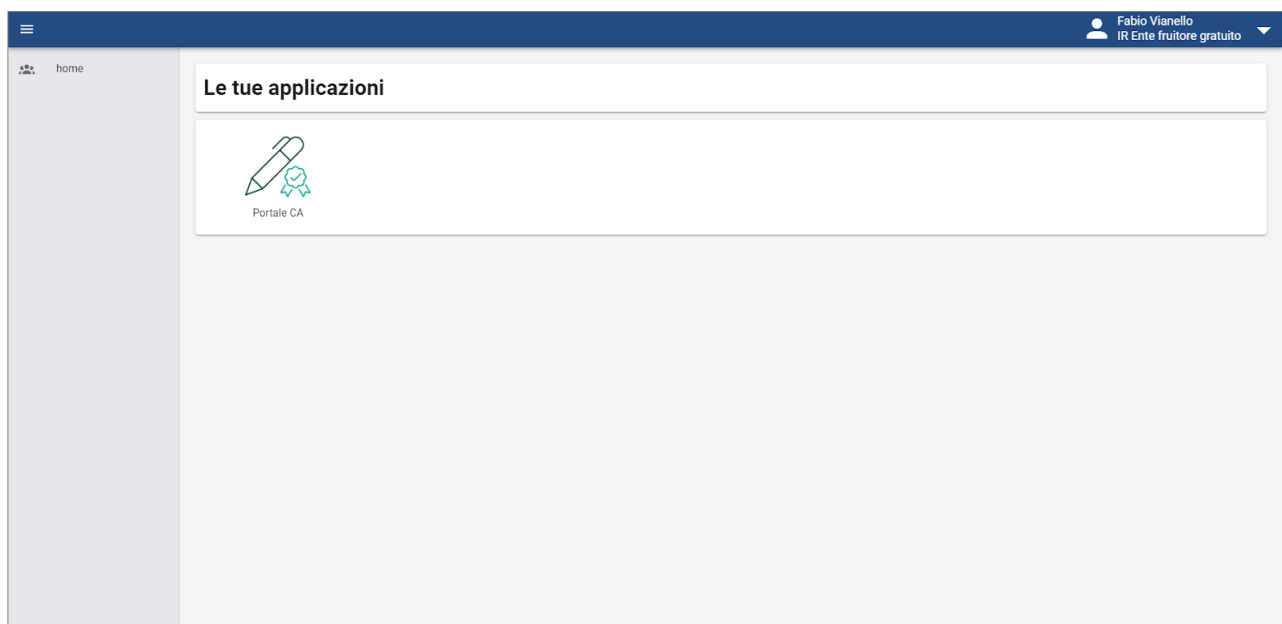 Fabio Vianello
IR Ente fruitore gratuito
home
Le tue applicazioni
Portale CA